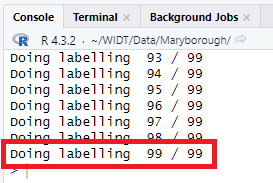 Console Terminal Background Jobs
R R 4.3.2 · ~/WIDT/Data/Maryborough/
Doing labelling 93 / 99
Doing labelling 94 / 99
Doing labelling 95 / 99
Doing labelling 96 / 99
Doing labelling 97 / 99
Doing labelling 98 / 99
Doing labelling 99 / 99
>